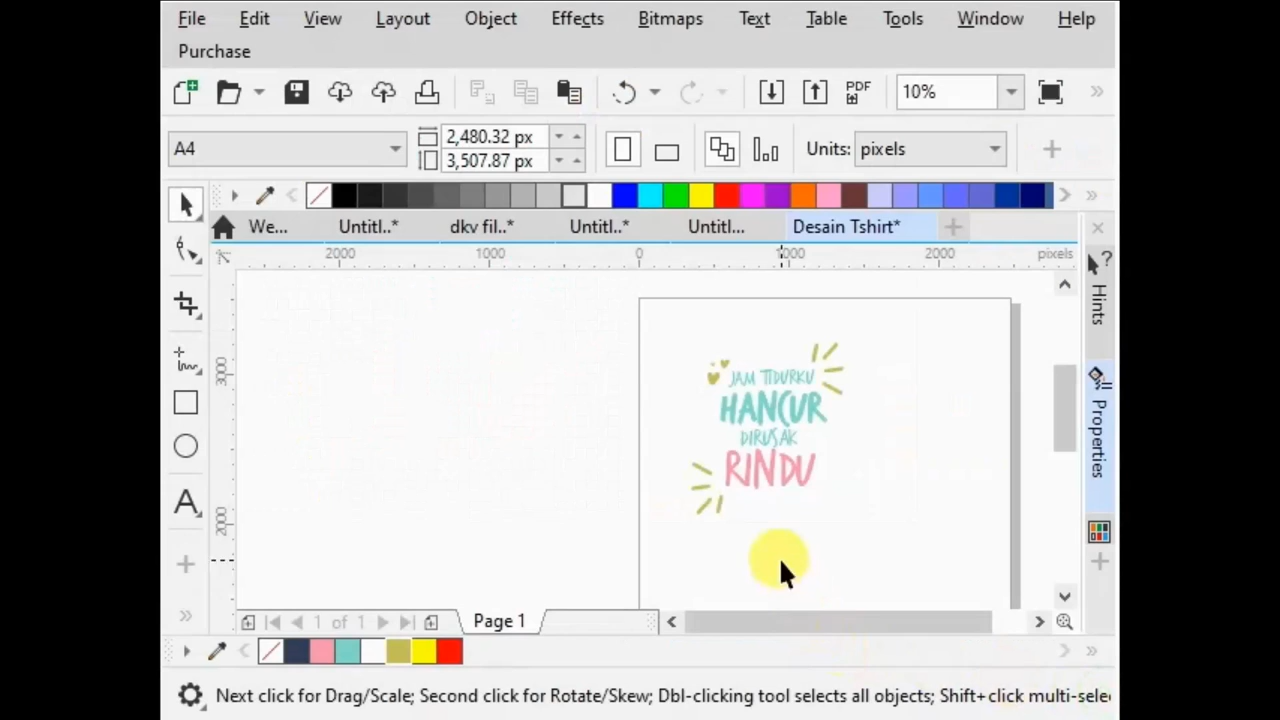 File Edit View Layout Object Effects Bitmaps Text Table Tools Window Help
Purchase
PDF 10%
A4 2,480.32 px Units: pixels
3,507.87 px
We... Untitl..* dkv fil..* Untitl..* Untitl... Desain Tshirt*
2000 1000 0 1000 2000 pixels
Hints
3000
JAM TIDURKU
HANCUR
DIRUSAK
RINDU
Properties
2000
1 of 1 Page 1
Next click for Drag/Scale; Second click for Rotate/Skew; Dbl-clicking tool selects all objects; Shift+click multi-sele